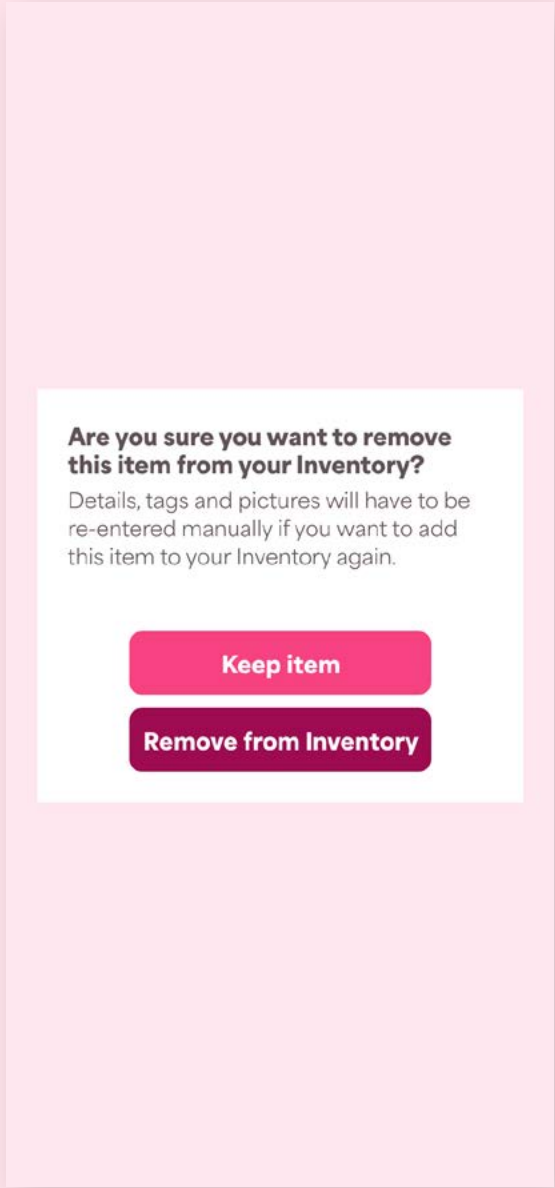 Are you sure you want to remove
this item from your Inventory?
Details, tags and pictures will have to be
re-entered manually if you want to add
this item to your Inventory again.
Keep item
Remove from Inventory